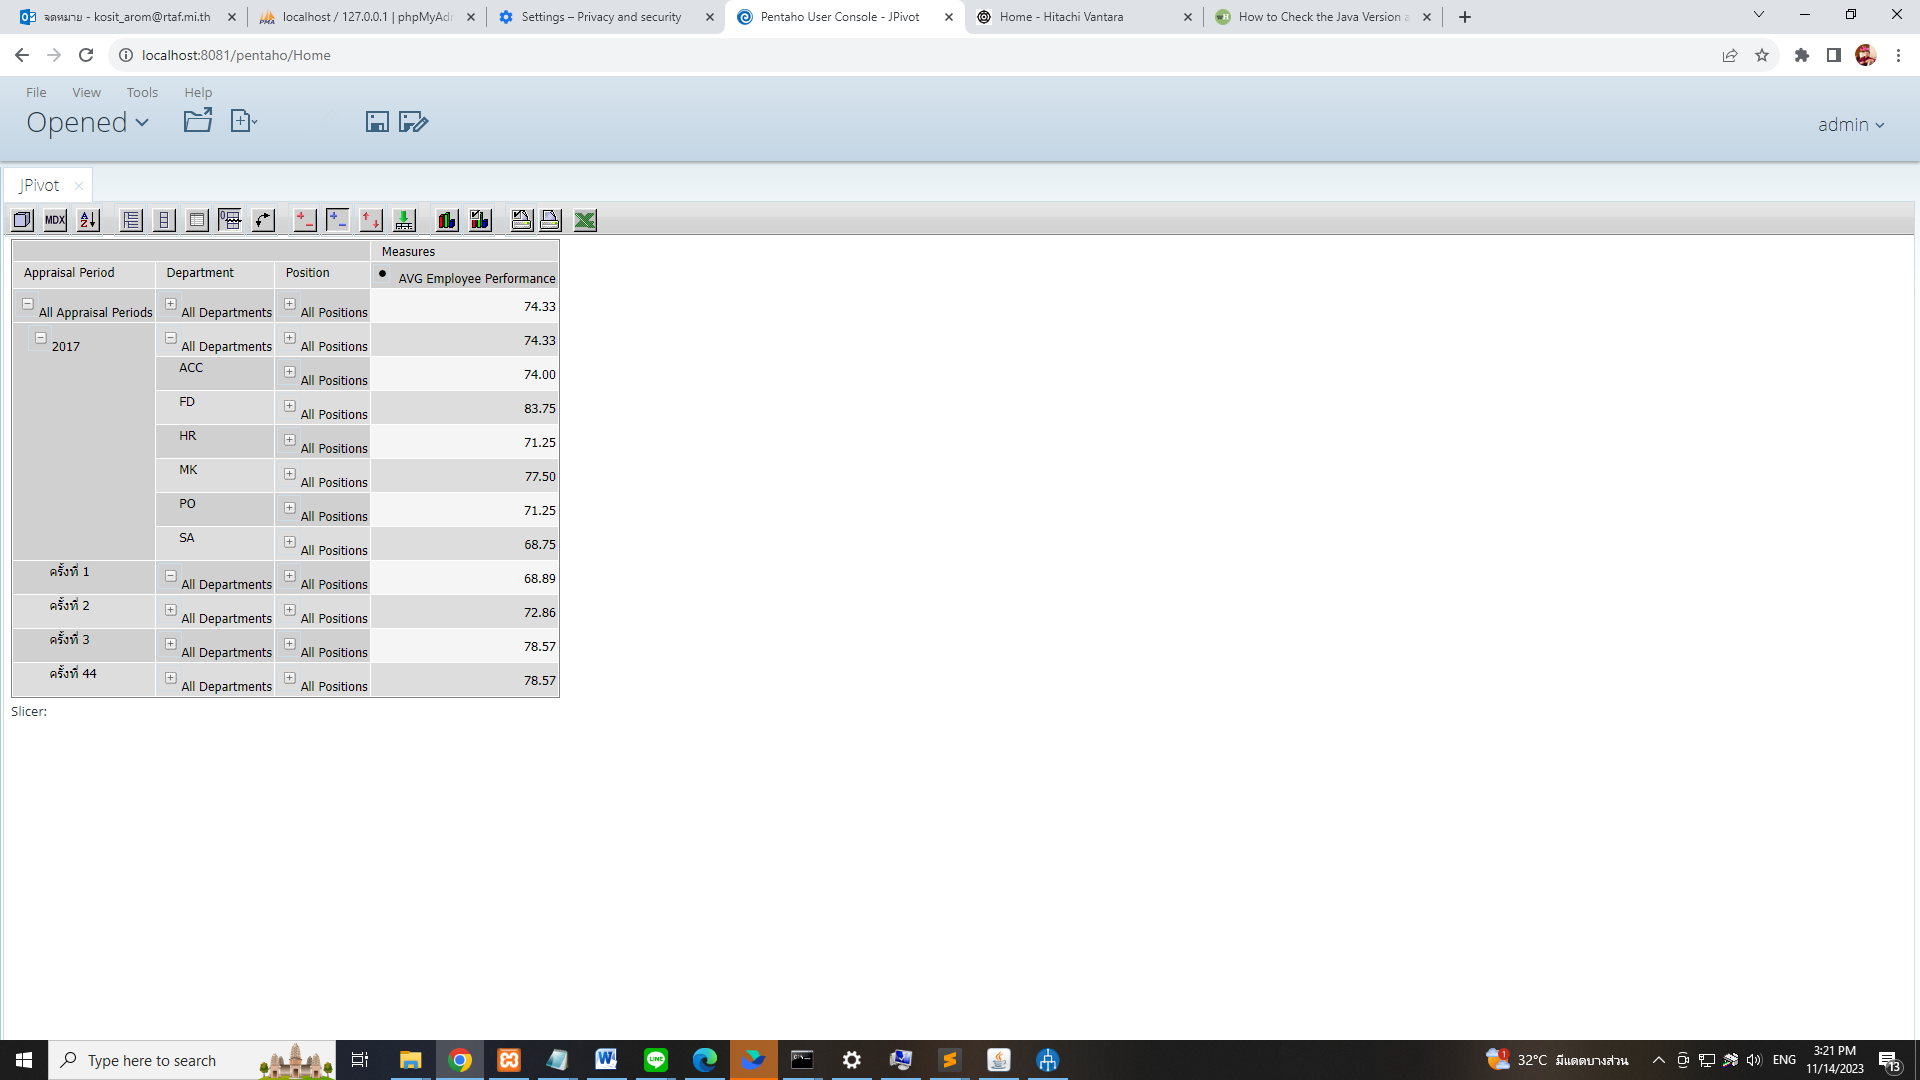 จดหมาย - kosit_arom@rtaf.mi.th
localhost / 127.0.0.1 | phpMyAdm
Settings – Privacy and security
Pentaho User Console - JPivot
Home - Hitachi Vantara
How to Check the Java Version a
localhost:8081/pentaho/Home
File View Tools Help
Opened
admin
JPivot
MDX
Measures
Appraisal Period Department Position AVG Employee Performance
All Appraisal Periods All Departments All Positions 74.33
2017 All Departments All Positions 74.33
ACC All Positions 74.00
FD All Positions 83.75
HR All Positions 71.25
MK All Positions 77.50
PO All Positions 71.25
SA All Positions 68.75
ครั้งที่ 1 All Departments All Positions 68.89
ครั้งที่ 2 All Departments All Positions 72.86
ครั้งที่ 3 All Departments All Positions 78.57
ครั้งที่ 44 All Departments All Positions 78.57
Slicer:
Type here to search
32°C มีแดดบางส่วน
ENG
3:21 PM
11/14/2023
13